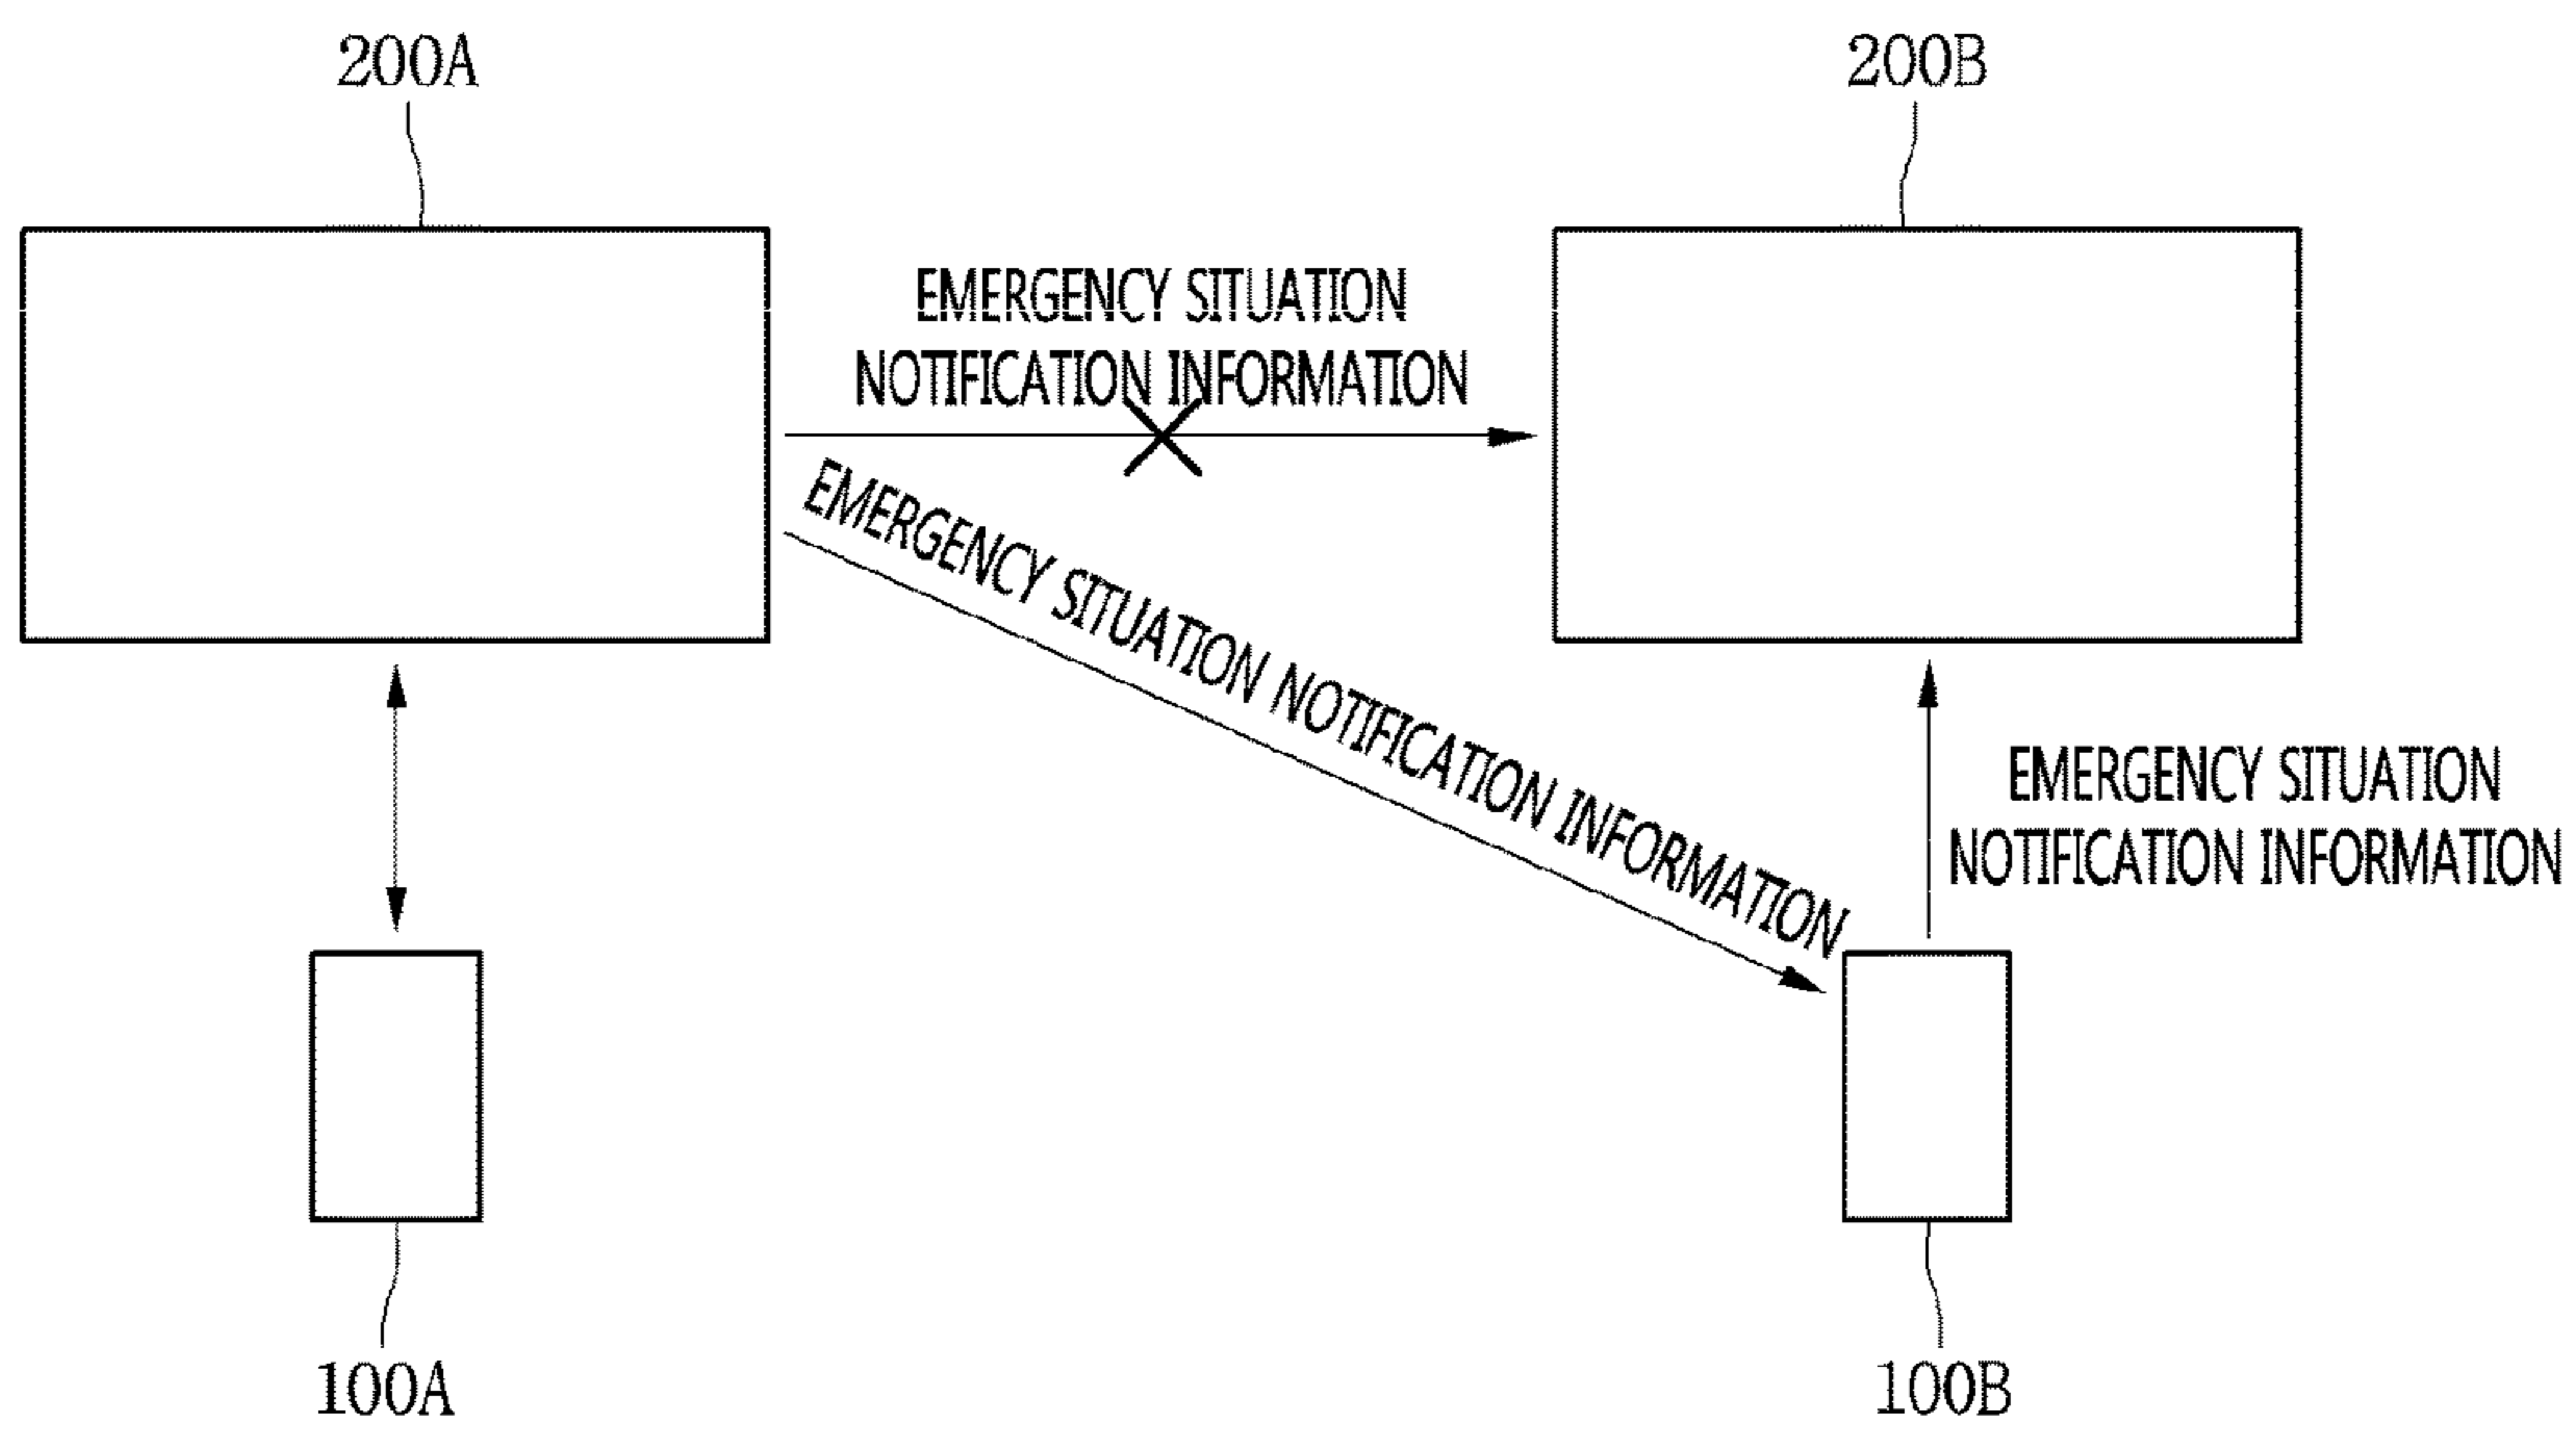 200A
200B
EMERGENCY SITUATION
NOTIFICATION INFORMATION
EMERGENCY SITUATION NOTIFICATION INFORMATION
EMERGENCY SITUATION
NOTIFICATION INFORMATION
100A
100B